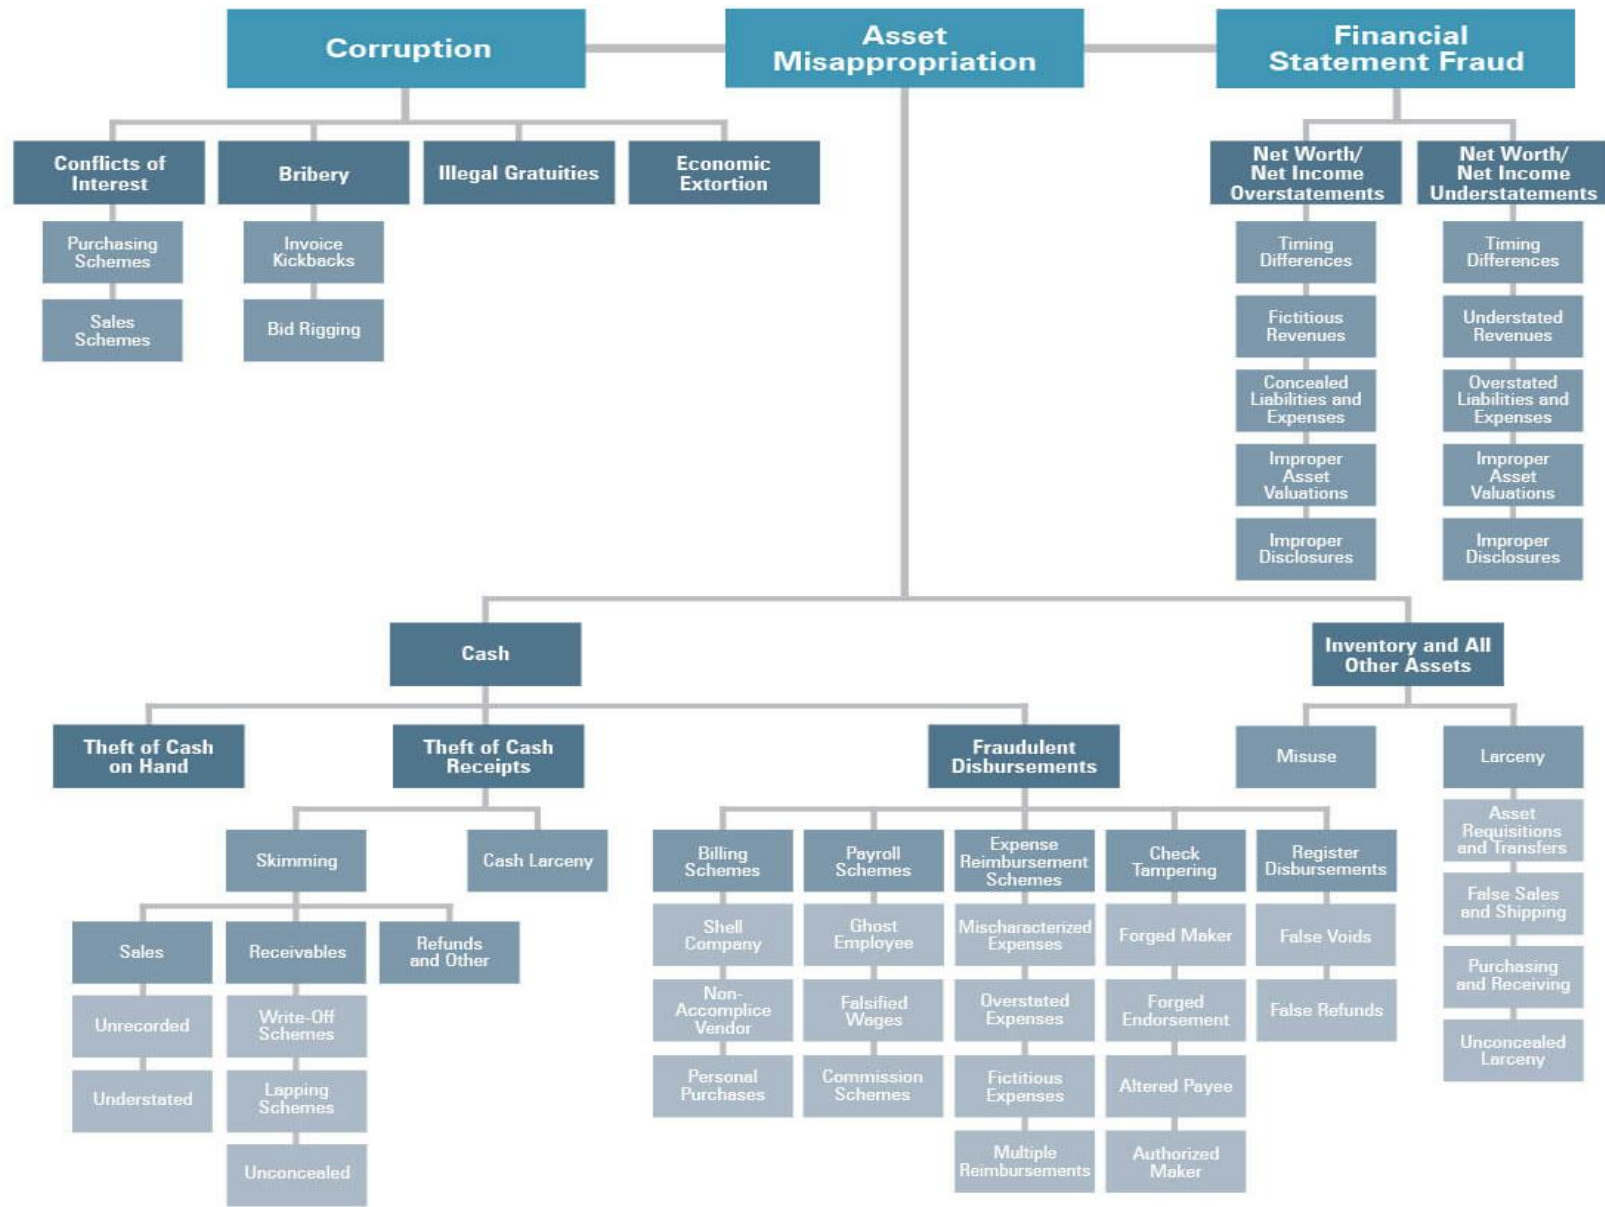 Corruption
Asset
Misappropriation
Financial
Statement Fraud
Conflicts of
Interest
Bribery
Illegal Gratuities
Economic
Extortion
Net Worth/
Net Income
Overstatements
Net Worth/
Net Income
Understatements
Purchasing
Schemes
Sales
Schemes
Invoice
Kickbacks
Bid Rigging
Timing
Differences
Fictitious
Revenues
Concealed
Liabilities and
Expenses
Improper
Asset
Valuations
Improper
Disclosures
Timing
Differences
Understated
Revenues
Overstated
Liabilities and
Expenses
Improper
Asset
Valuations
Improper
Disclosures
Cash
Inventory and All
Other Assets
Theft of Cash
on Hand
Theft of Cash
Receipts
Fraudulent
Disbursements
Misuse
Larceny
Asset
Requisitions
and Transfers
False Sales
and Shipping
Purchasing
and Receiving
Unconcealed
Larceny
Skimming
Cash Larceny
Sales
Unrecorded
Understated
Receivables
Write-Off
Schemes
Lapping
Schemes
Unconcealed
Refunds
and Other
Billing
Schemes
Shell
Company
Non-
Accomplice
Vendor
Personal
Purchases
Payroll
Schemes
Ghost
Employee
Falsified
Wages
Commission
Schemes
Expense
Reimbursement
Schemes
Mischaracterized
Expenses
Overstated
Expenses
Fictitious
Expenses
Multiple
Reimbursements
Check
Tampering
Forged Maker
Forged
Endorsement
Altered Payee
Authorized
Maker
Register
Disbursements
False Voids
False Refunds